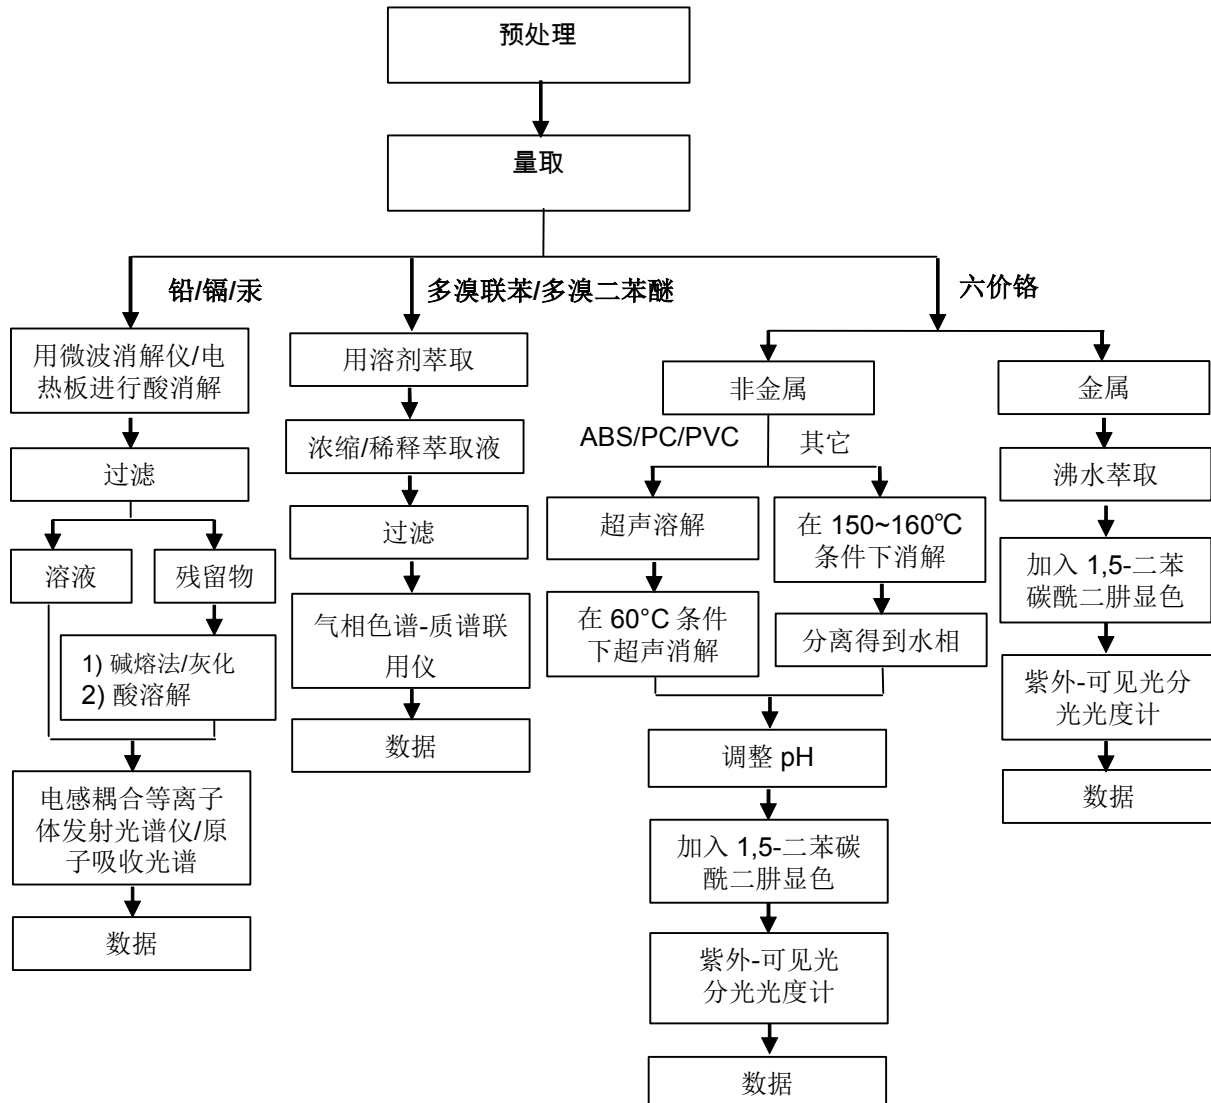 预处理
量取
铅/镉/汞
多溴联苯/多溴二苯醚
六价铬
用微波消解仪/电
热板进行酸消解
过滤
溶液
残留物
1) 碱熔法/灰化
2) 酸溶解
电感耦合等离子
体发射光谱仪/原
子吸收光谱
数据
用溶剂萃取
浓缩/稀释萃取液
过滤
气相色谱-质谱联
用仪
数据
非金属
ABS/PC/PVC
其它
超声溶解
在 60°C 条件
下超声消解
在 150~160℃
条件下消解
分离得到水相
调整 pH
加入 1,5-二苯碳
酰二肼显色
紫外-可见光
分光光度计
数据
金属
沸水萃取
加入 1,5-二苯
碳酰二肼显色
紫外-可见光分
光光度计
数据